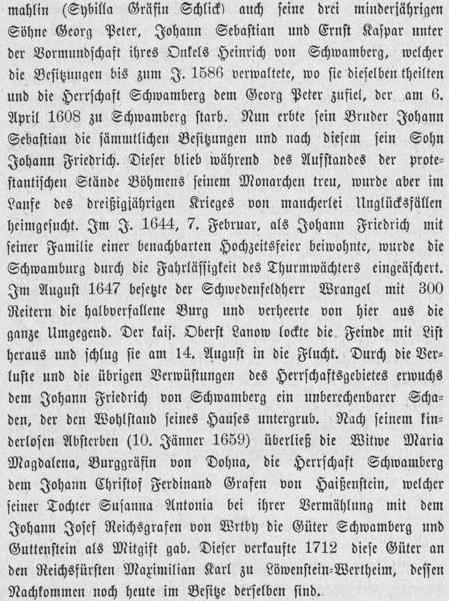 mahlin (Sybilla Gräfin Schlick) auch seine drei minderjährigen
Söhne Georg Peter, Johann Sebastian und Ernst Kaspar unter
der Vormundschaft ihres Onkels Heinrich von Schwamberg, welcher
die Besitzungen bis zum J. 1586 verwaltete, wo sie dieselben theilten
und die Herrschaft Schwamberg dem Georg Peter zufiel, der am 6.
April 1608 zu Schwamberg starb. Nun erbte sein Bruder Johann
Sebastian die sämmtlichen Besitzungen und nach diesem sein Sohn
Johann Friedrich. Dieser blieb während des Aufstandes der prote-
stantischen Stände Böhmens seinem Monarchen treu, wurde aber im
Laufe des dreißigjährigen Krieges von mancherlei Unglücksfällen
heimgesucht. Im J. 1644, 7. Februar, als Johann Friedrich mit
seiner Familie einer benachbarten Hochzeitsfeier beiwohnte, wurde die
Schwamburg durch die Fahrlässigkeit des Thurmwächters eingeäschert.
Im August 1647 besetzte der Schwedenfeldherr Wrangel mit 300
Reitern die halbverfallene Burg und verheerte von hier aus die
ganze Umgegend. Der kais. Oberst Lanow lockte die Feinde mit List
heraus und schlug sie am 14. August in die Flucht. Durch die Ver-
luste und die übrigen Verwüstungen des Herrschaftsgebietes erwuchs
dem Johann Friedrich von Schwamberg ein unberechenbarer Scha-
den, der den Wohlstand seines Hauses untergrub. Nach seinem kin-
derlosen Absterben (10. Jänner 1659) überließ die Witwe Maria
Magdalena, Burggräfin von Dohna, die Herrschaft Schwamberg
dem Johann Christof Ferdinand Grafen von Haißenstein, welcher
seiner Tochter Susanna Antonia bei ihrer Vermählung mit dem
Johann Josef Reichsgrafen von Wrtby die Güter Schwamberg und
Guttenstein als Mitgift gab. Dieser verkaufte 1712 diese Güter an
den Reichsfürsten Maximilian Karl zu Löwenstein-Wertheim, dessen
Nachkommen noch heute im Besitze derselben sind.